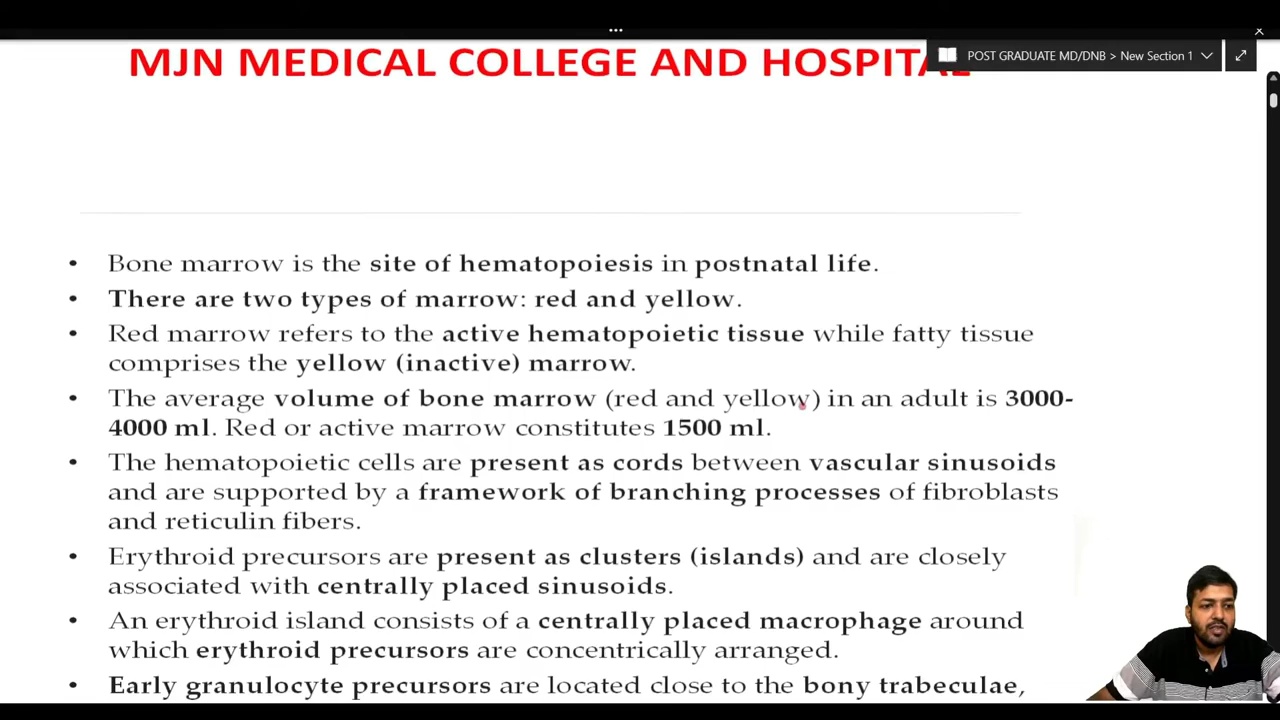 MJN MEDICAL COLLEGE AND HOSPITAL
POST GRADUATE MD/DNB > New Section 1
• Bone marrow is the site of hematopoiesis in postnatal life.
• There are two types of marrow: red and yellow.
• Red marrow refers to the active hematopoietic tissue while fatty tissue
comprises the yellow (inactive) marrow.
• The average volume of bone marrow (red and yellow) in an adult is 3000-
4000 ml. Red or active marrow constitutes 1500 ml.
• The hematopoietic cells are present as cords between vascular sinusoids
and are supported by a framework of branching processes of fibroblasts
and reticulin fibers.
• Erythroid precursors are present as clusters (islands) and are closely
associated with centrally placed sinusoids.
• An erythroid island consists of a centrally placed macrophage around
which erythroid precursors are concentrically arranged.
• Early granulocyte precursors are located close to the bony trabeculae,